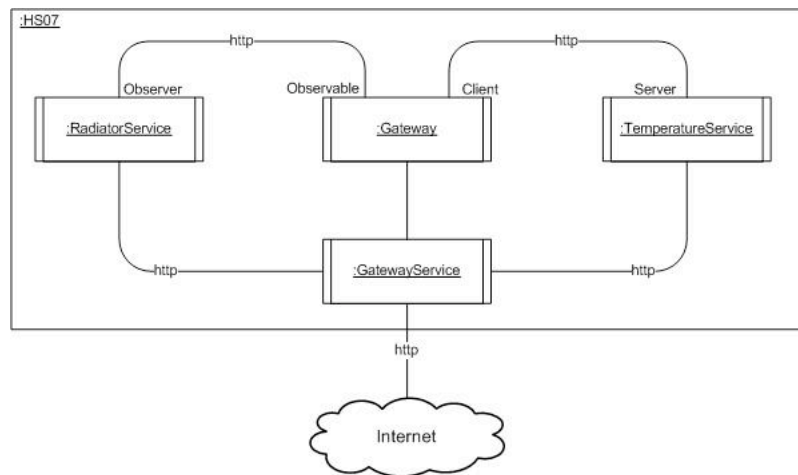 :HS07
http
http
Observer
Observable
Client
Server
:RadiatorService
:Gateway
:TemperatureService
:GatewayService
http
http
http
Internet